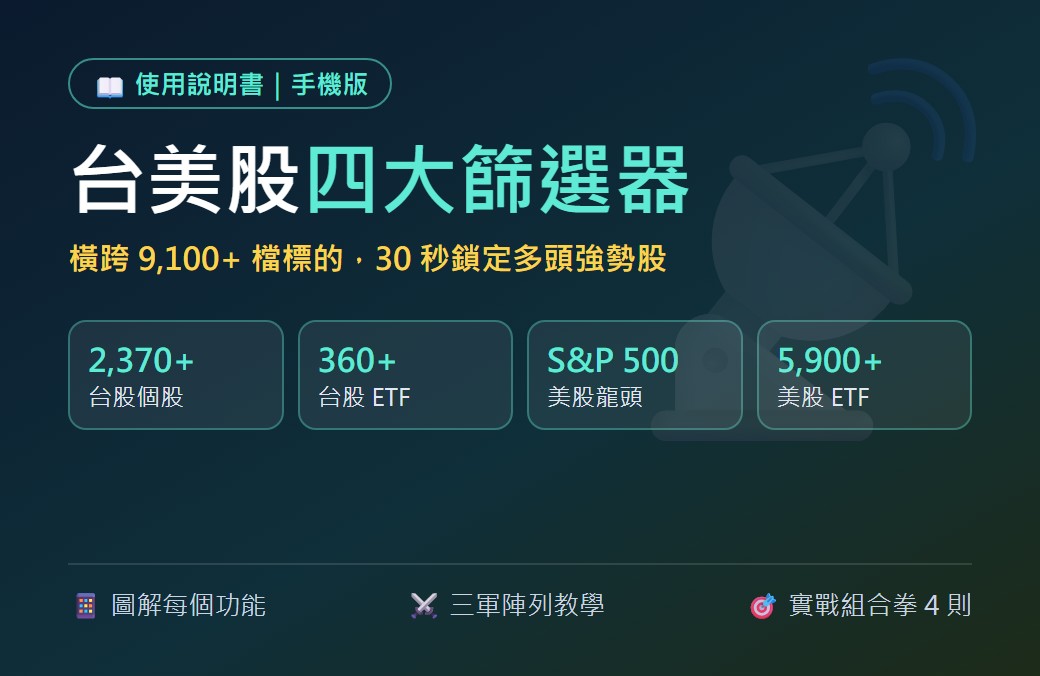 使用說明書｜手機版
台美股四大篩選器
橫跨 9,100+ 檔標的，30 秒鎖定多頭強勢股
2,370+
台股個股
360+
台股 ETF
S&P 500
美股龍頭
5,900+
美股 ETF
圖解每個功能
三軍陣列教學
實戰組合拳 4 則